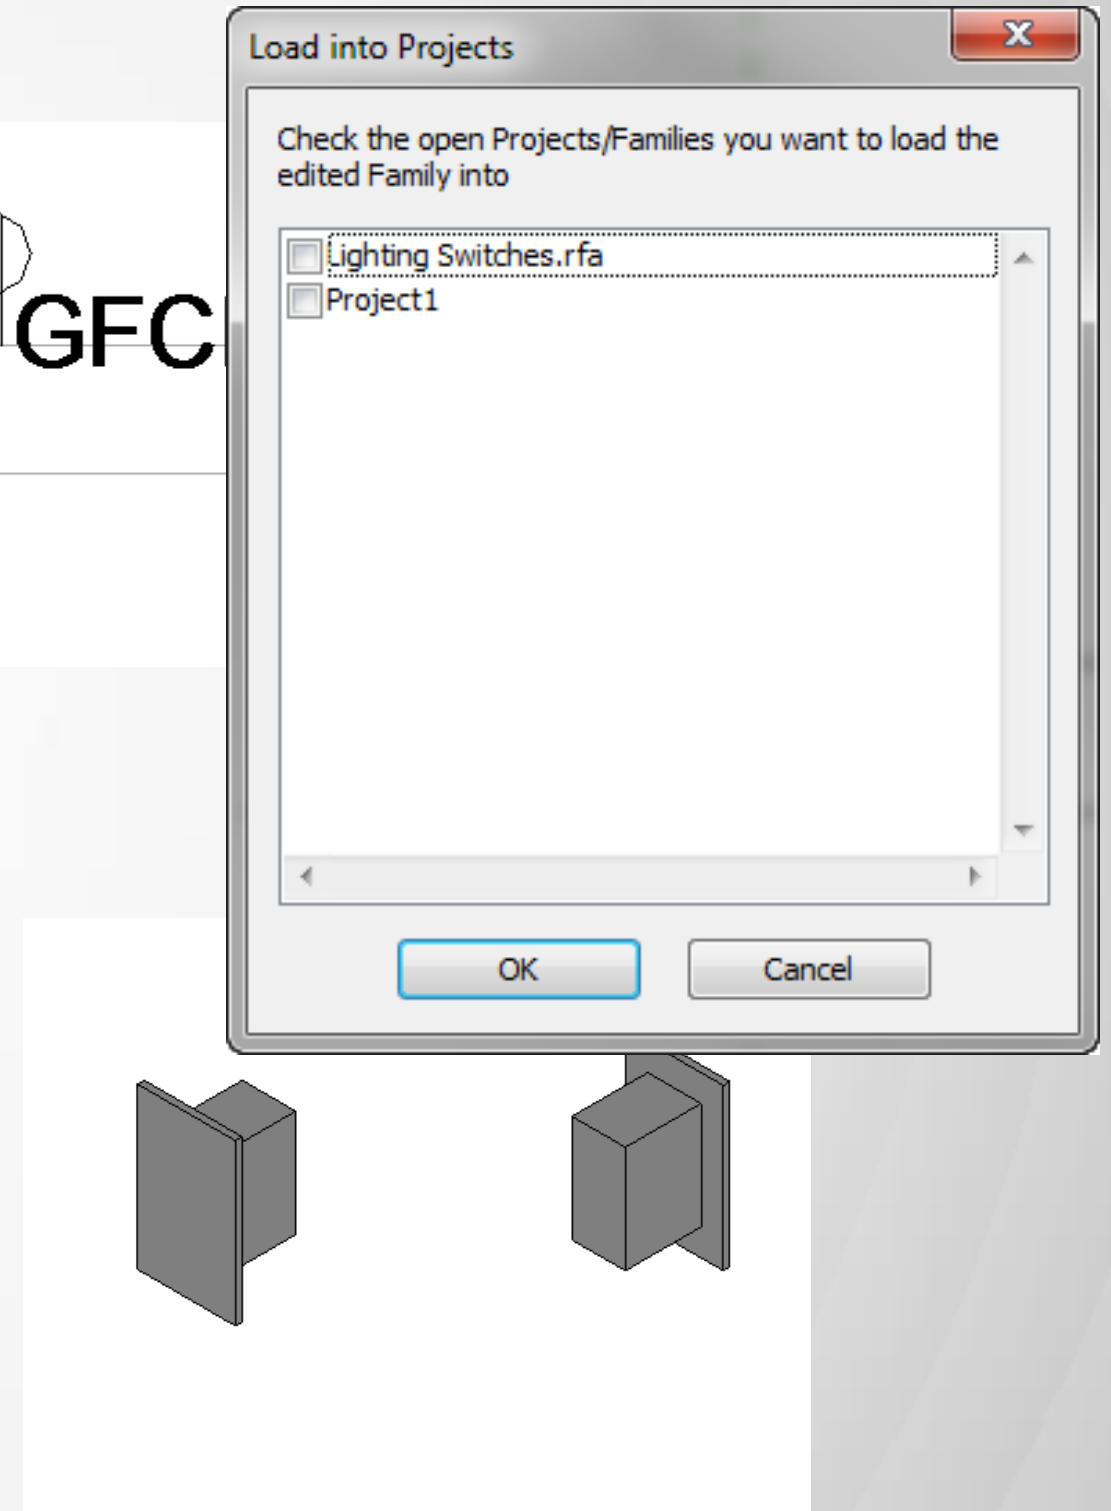 Load into Projects
Check the open Projects/Families you want to load the
edited Family into
Lighting Switches.rfa
Project1
GFC
OK
Cancel